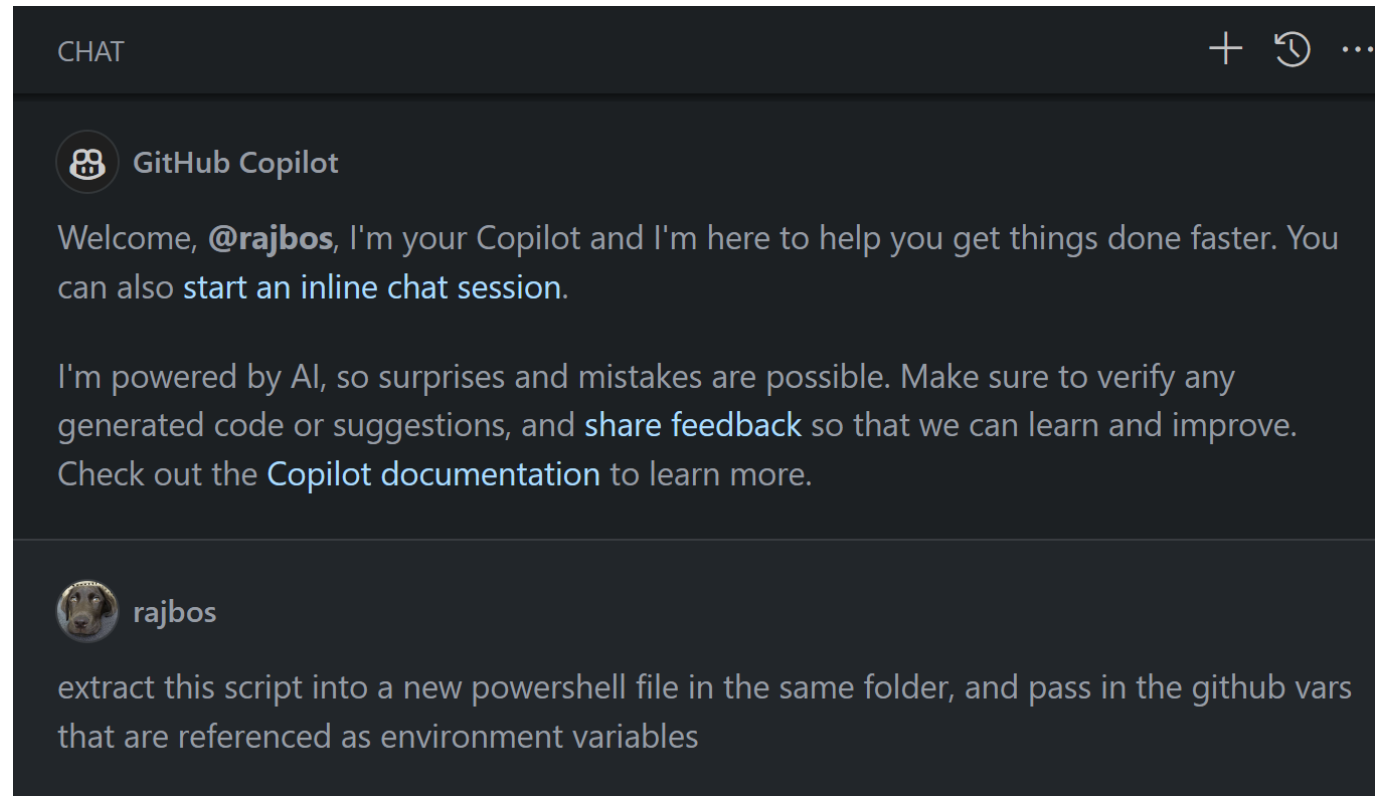 CHAT
GitHub Copilot
Welcome, @rajbos, I'm your Copilot and I'm here to help you get things done faster. You
can also start an inline chat session.
I'm powered by AI, so surprises and mistakes are possible. Make sure to verify any
generated code or suggestions, and share feedback so that we can learn and improve.
Check out the Copilot documentation to learn more.
rajbos
extract this script into a new powershell file in the same folder, and pass in the github vars
that are referenced as environment variables